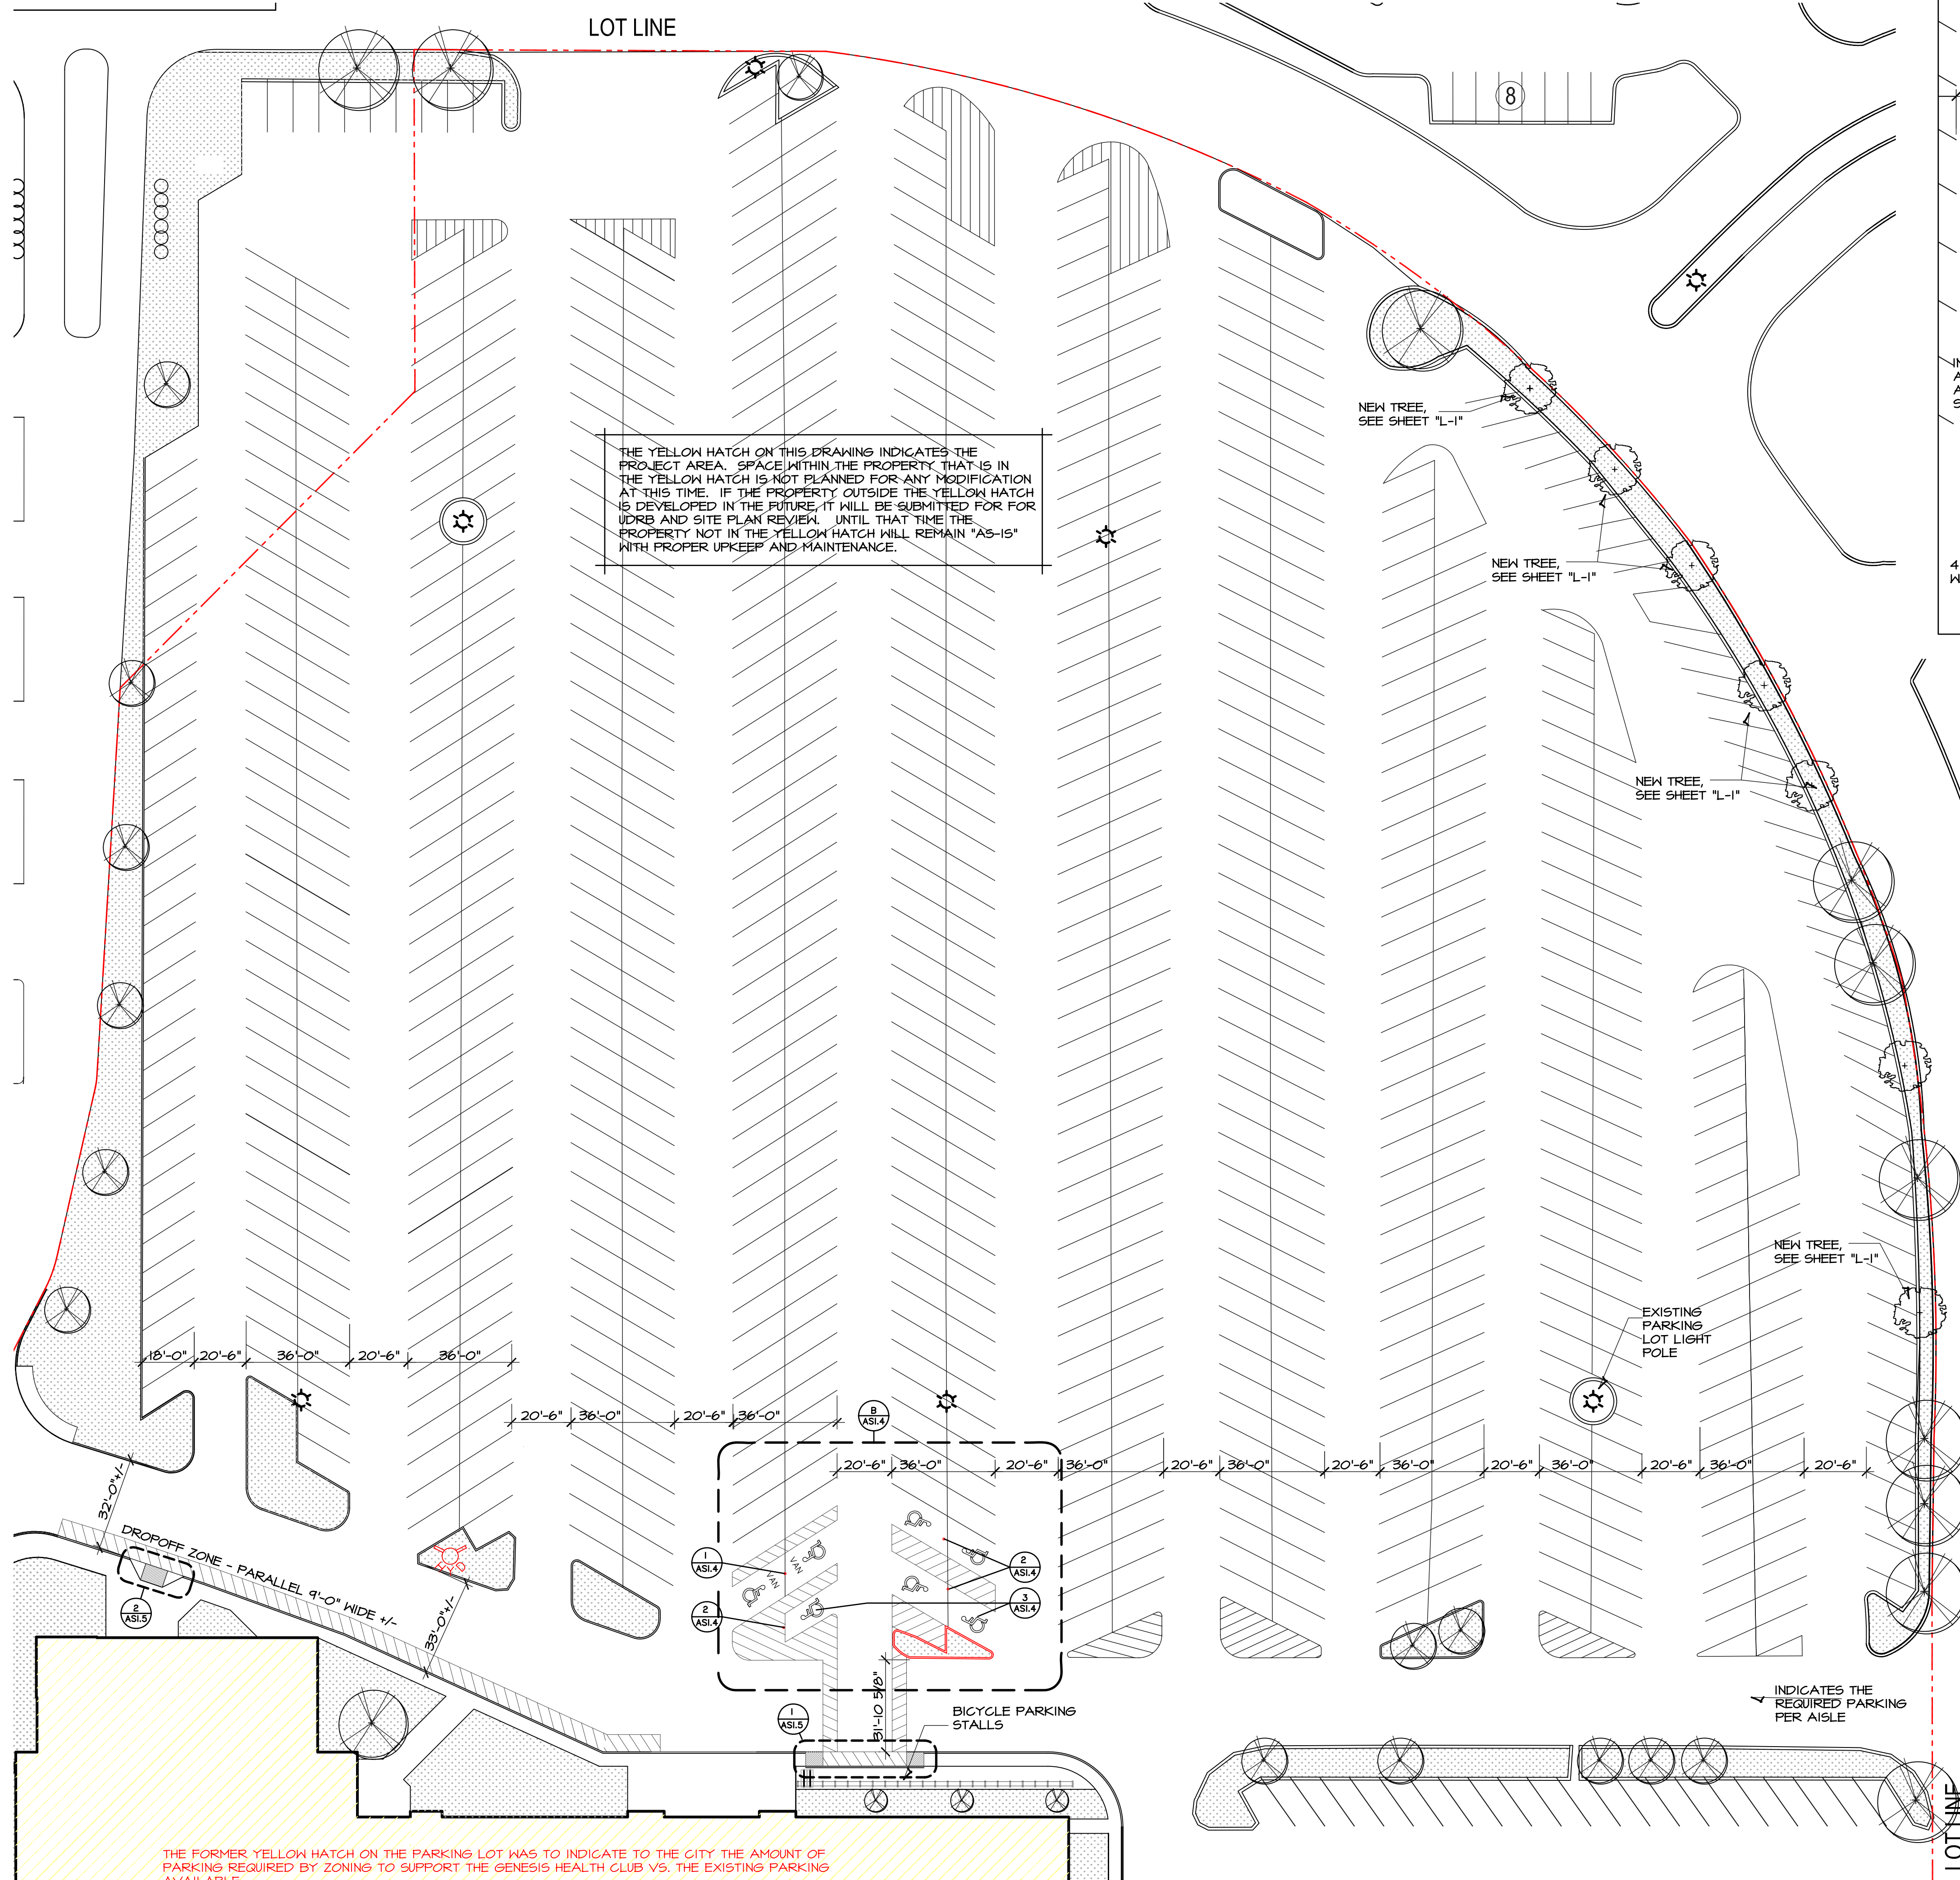 LOT LINE
8
NEW TREE,
SEE SHEET "L-1"
THE YELLOW HATCH ON THIS DRAWING INDICATES THE
PROJECT AREA. SPACE WITHIN THE PROPERTY THAT IS IN
THE YELLOW HATCH IS NOT PLANNED FOR ANY MODIFICATION
AT THIS TIME. IF THE PROPERTY OUTSIDE THE YELLOW HATCH
IS DEVELOPED IN THE FUTURE, IT WILL BE SUBMITTED FOR FOR
UDRB AND SITE PLAN REVIEW. UNTIL THAT TIME THE
PROPERTY NOT IN THE YELLOW HATCH WILL REMAIN "AS-IS"
WITH PROPER UPKEEP AND MAINTENANCE.
NEW TREE,
SEE SHEET "L-1"
NEW TREE,
SEE SHEET "L-1"
NEW TREE,
SEE SHEET "L-1"
EXISTING
PARKING
LOT LIGHT
POLE
18'-0" 20'-6" 36'-0" 20'-6" 36'-0"
20'-6" 36'-0" 20'-6" 36'-0"
B
AS1.4
20'-6" 36'-0" 20'-6" 36'-0" 20'-6" 36'-0" 20'-6" 36'-0" 20'-6" 36'-0" 20'-6" 36'-0" 20'-6"
32'-0"+/-
DROPOFF ZONE - PARALLEL 9'-0" WIDE +/-
33'-0"+/-
2
AS1.5
1
AS1.4
VAN
VAN
2
AS1.4
2
AS1.4
3
AS1.4
31'-10 5/8"
1
AS1.5
BICYCLE PARKING
STALLS
INDICATES THE
REQUIRED PARKING
PER AISLE
LOT LINE
THE FORMER YELLOW HATCH ON THE PARKING LOT WAS TO INDICATE TO THE CITY THE AMOUNT OF
PARKING REQUIRED BY ZONING TO SUPPORT THE GENESIS HEALTH CLUB VS. THE EXISTING PARKING
AVAILABLE